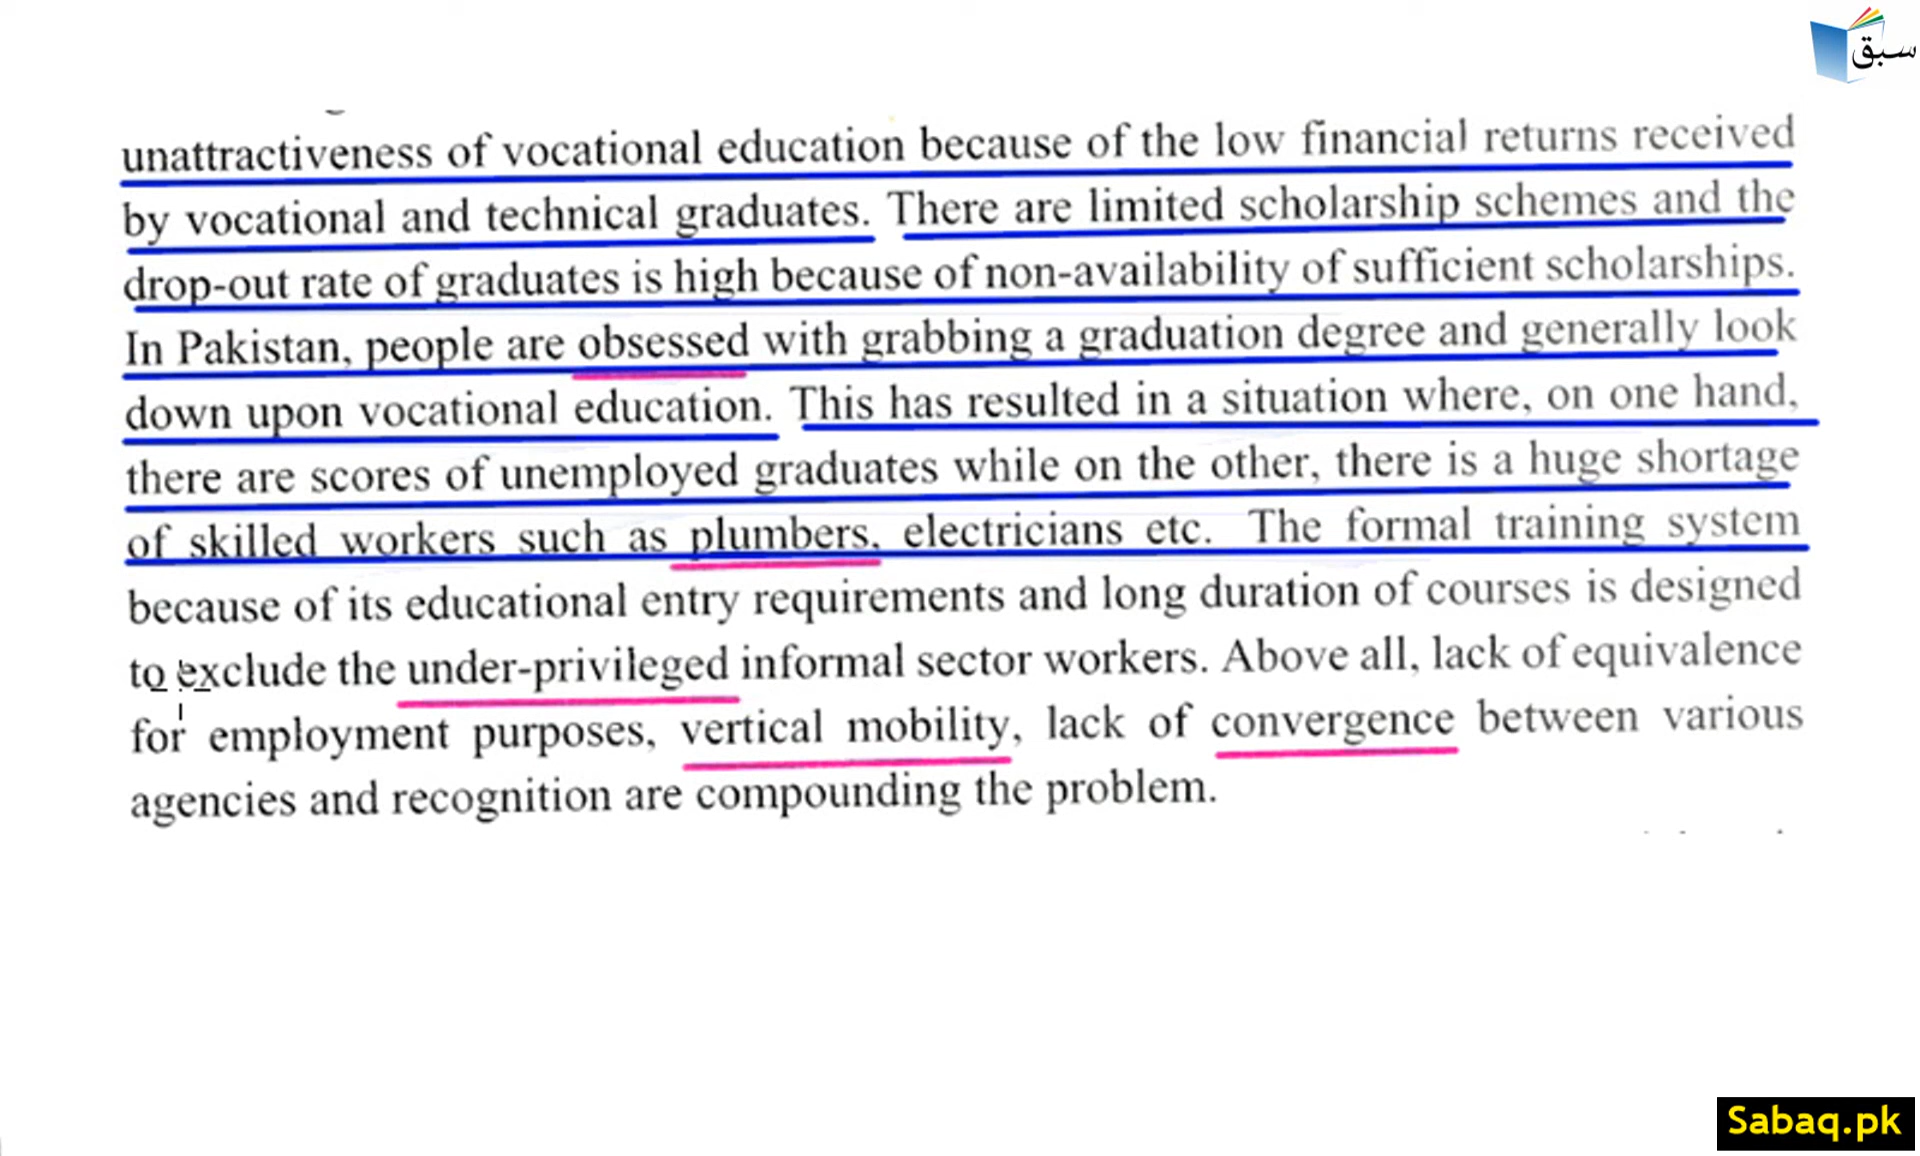 سبق
unattractiveness of vocational education because of the low financial returns received
by vocational and technical graduates. There are limited scholarship schemes and the
drop-out rate of graduates is high because of non-availability of sufficient scholarships.
In Pakistan, people are obsessed with grabbing a graduation degree and generally look
down upon vocational education. This has resulted in a situation where, on one hand,
there are scores of unemployed graduates while on the other, there is a huge shortage
of skilled workers such as plumbers, electricians etc. The formal training system
because of its educational entry requirements and long duration of courses is designed
to exclude the under-privileged informal sector workers. Above all, lack of equivalence
for employment purposes, vertical mobility, lack of convergence between various
agencies and recognition are compounding the problem.
Sabaq.pk